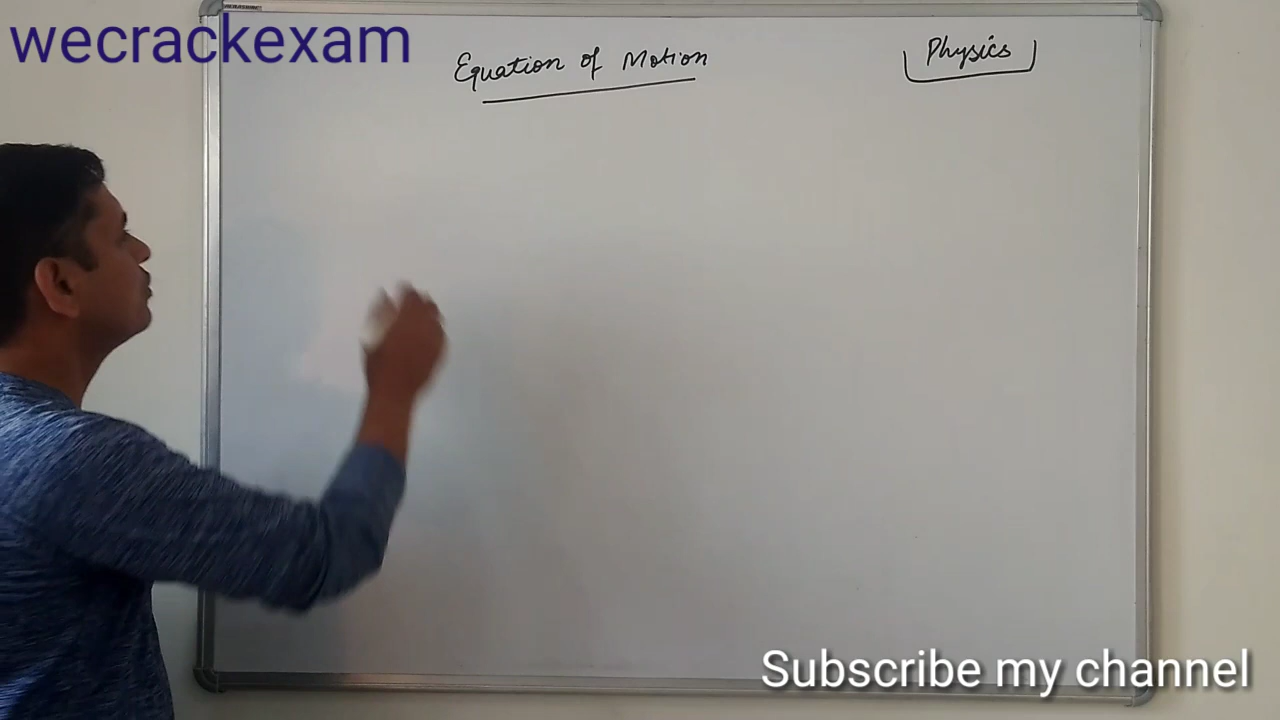 wecrackexam
Equation of Motion
Physics
Subscribe my channel